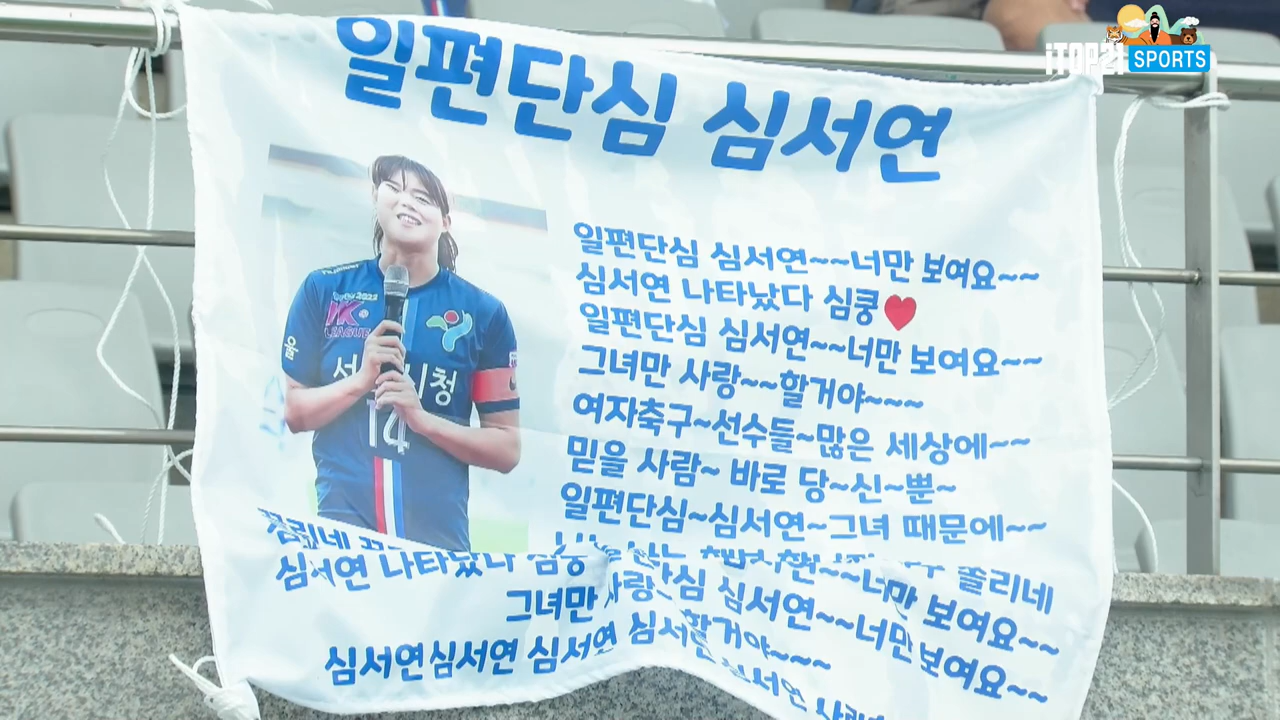 iTOP21 SPORTS
일편단심 심서연
일편단심 심서연~~너만 보여요~~
심서연 나타났다 심쿵♥
일편단심 심서연~~너만 보여요~~
그녀만 사랑~~할거야~~~
여자축구~선수들~많은 세상에~~
믿을 사람~ 바로 당~신~뿐~
일편단심~심서연~그녀 때문에~~
2022
K LEAGUE
울
시청
14
쏠리네
심서연 나타났다 심쿵
심서연~~너만 보여요~~
그녀만 사랑
심서연~~너만 보여요~~
할거야~~~
심서연심서연 심서연 심서연